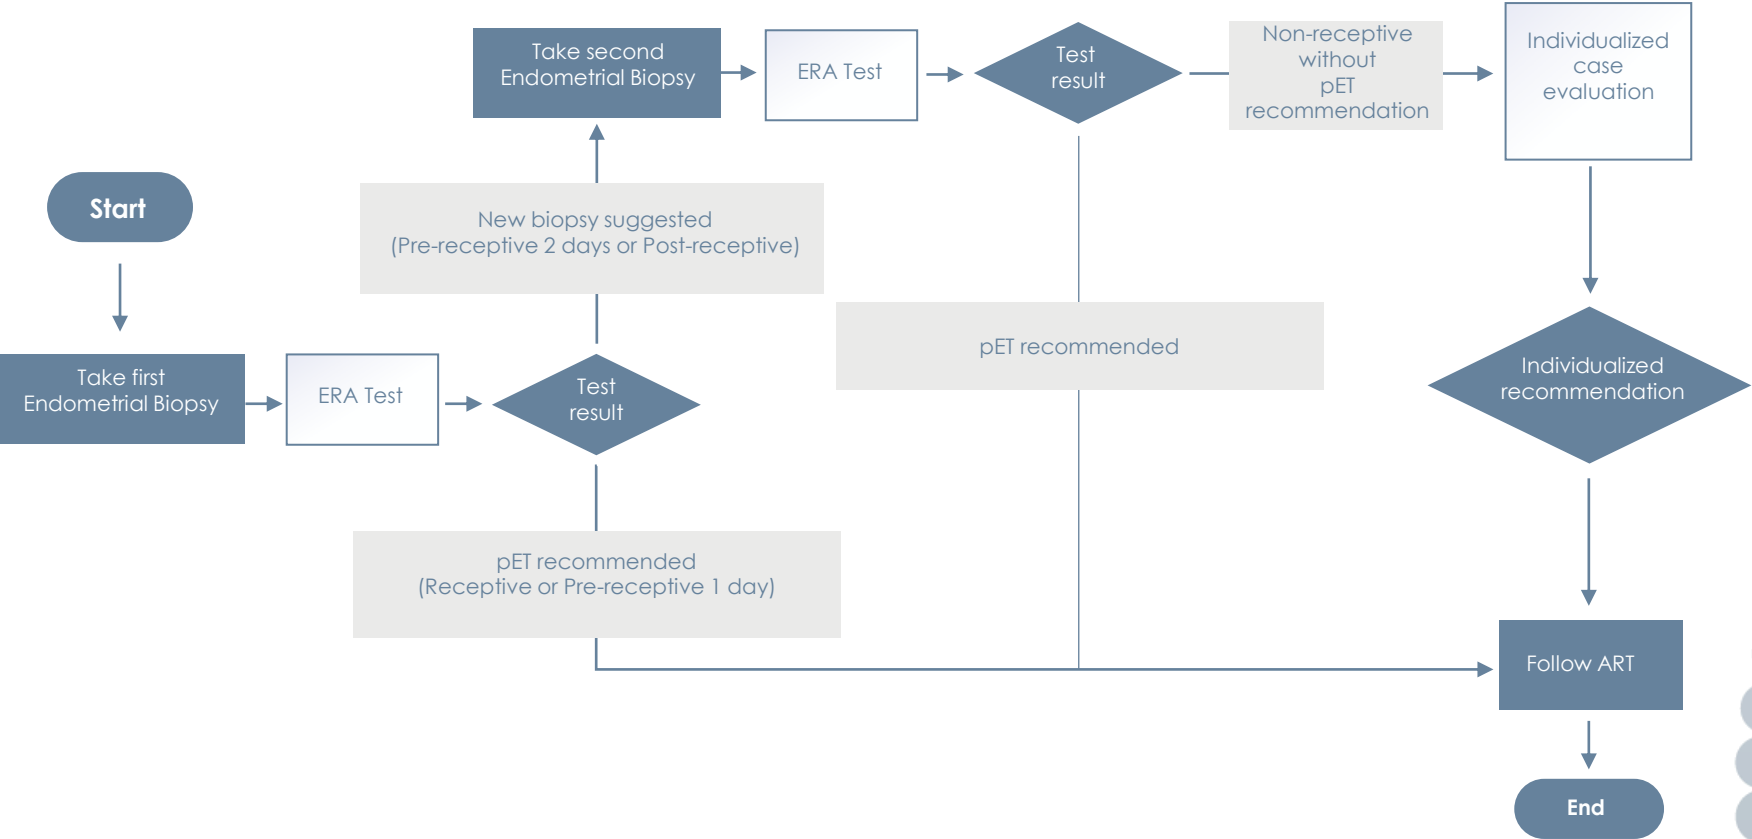 Take second
Endometrial Biopsy
ERA Test
Test
result
Non-receptive
without
pET
recommendation
Individualized
case
evaluation
Start
New biopsy suggested
(Pre-receptive 2 days or Post-receptive)
pET recommended
Take first
Endometrial Biopsy
ERA Test
Test
result
Individualized
recommendation
pET recommended
(Receptive or Pre-receptive 1 day)
Follow ART
End